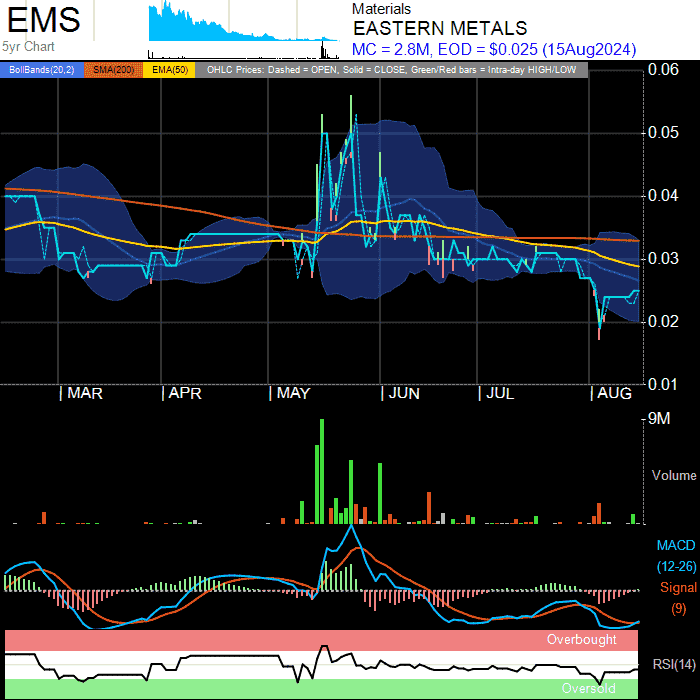 EMS
5yr Chart
Materials
EASTERN METALS
MC = 2.8M, EOD = $0.025 (15Aug2024)
BollBands(20,2) SMA(200) EMA(50) OHLC Prices: Dashed = OPEN, Solid = CLOSE, Green/Red bars = Intra-day HIGH/LOW
0.06
0.05
0.04
0.03
0.02
0.01
MAR APR MAY JUN JUL AUG
9M
Volume
MACD
(12-26)
Signal
(9)
Overbought
RSI(14)
Oversold